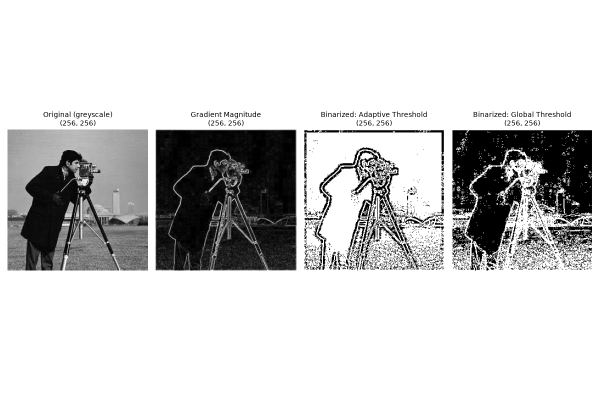 Original (greyscale)
(256, 256)
Gradient Magnitude
(256, 256)
Binarized: Adaptive Threshold
(256, 256)
Binarized: Global Threshold
(256, 256)